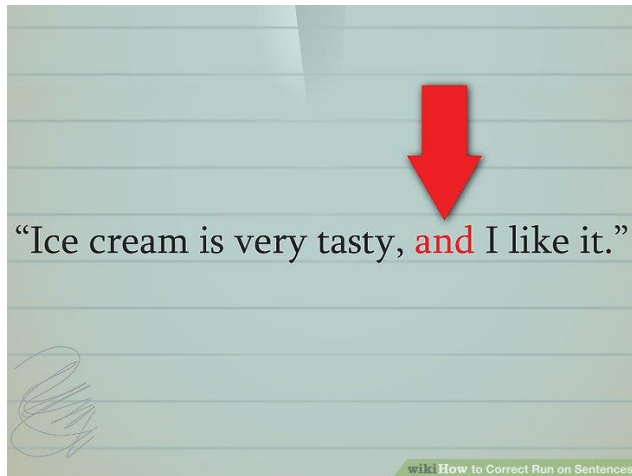 “Ice cream is very tasty, and I like it.”
wikiHow to Correct Run on Sentences